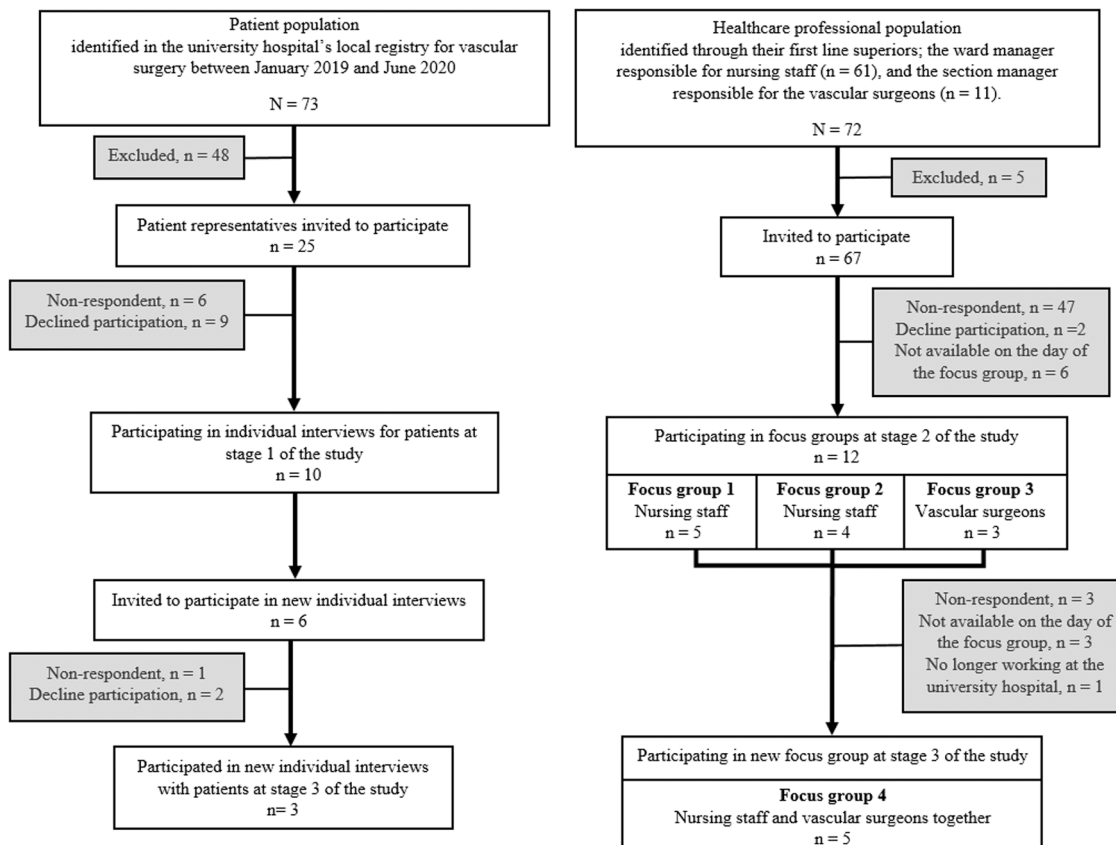 Patient population
identified in the university hospital's local registry for vascular
surgery between January 2019 and June 2020
N = 73
Excluded, n = 48
Patient representatives invited to participate
n = 25
Non-respondent, n = 6
Declined participation, n = 9
Participating in individual interviews for patients at
stage 1 of the study
n = 10
Invited to participate in new individual interviews
n = 6
Non-respondent, n = 1
Decline participation, n = 2
Participated in new individual interviews
with patients at stage 3 of the study
n= 3
Healthcare professional population
identified through their first line superiors; the ward manager
responsible for nursing staff (n = 61), and the section manager
responsible for the vascular surgeons (n = 11).
N = 72
Excluded, n = 5
Invited to participate
n = 67
Non-respondent, n = 47
Decline participation, n =2
Not available on the day of
the focus group, n = 6
Participating in focus groups at stage 2 of the study
n = 12
Focus group 1
Nursing staff
n = 5
Focus group 2
Nursing staff
n = 4
Focus group 3
Vascular surgeons
n = 3
Non-respondent, n = 3
Not available on the day of
the focus group, n = 3
No longer working at the
university hospital, n = 1
Participating in new focus group at stage 3 of the study
Focus group 4
Nursing staff and vascular surgeons together
n = 5